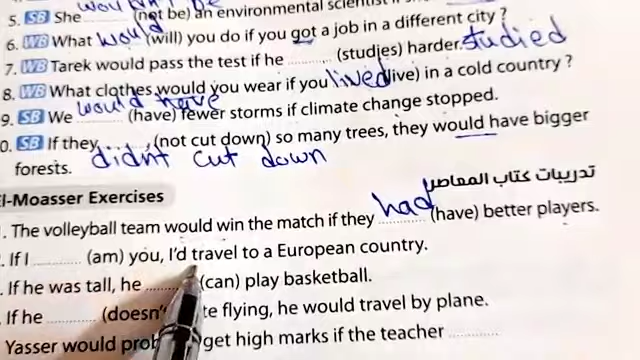 would n't be
5. SB She ........ (not be) an environmental scientist if she
6. WB What would (will) you do if you got a job in a different city ?
7. WB Tarek would pass the test if he ........ (studies) harder. studied
8. WB What clothes would you wear if you lived (live) in a cold country ?
would have
9. SB We ........ (have) fewer storms if climate change stopped.
0. SB If they ........ (not cut down) so many trees, they would have bigger
forests. didn't cut down
تدريبات كتاب المعاصر
El-Moasser Exercises
. The volleyball team would win the match if they had ........ (have) better players.
. If I ........ (am) you, I'd travel to a European country.
. If he was tall, he ........ (can) play basketball.
. If he ........ (doesn't te flying, he would travel by plane.
Yasser would prob get high marks if the teacher ........